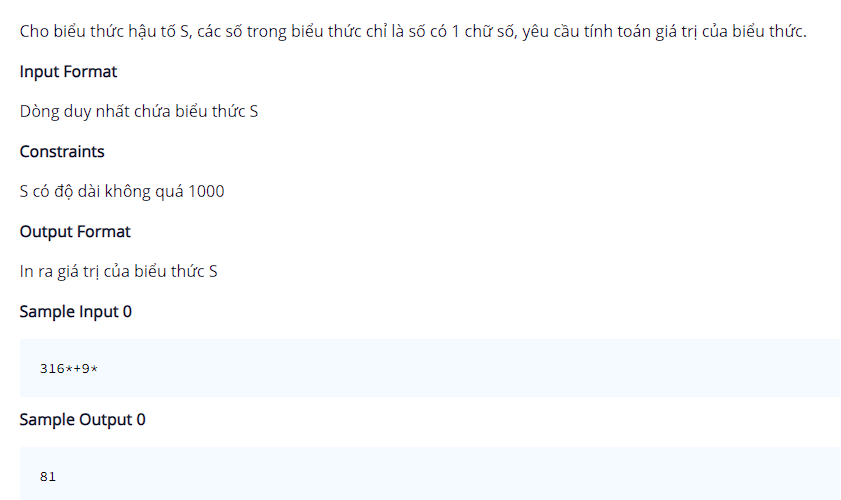 Cho biểu thức hậu tố S, các số trong biểu thức chỉ là số có 1 chữ số, yêu cầu tính toán giá trị của biểu thức.
Input Format
Dòng duy nhất chứa biểu thức S
Constraints
S có độ dài không quá 1000
Output Format
In ra giá trị của biểu thức S
Sample Input 0
316*+9*
Sample Output 0
81